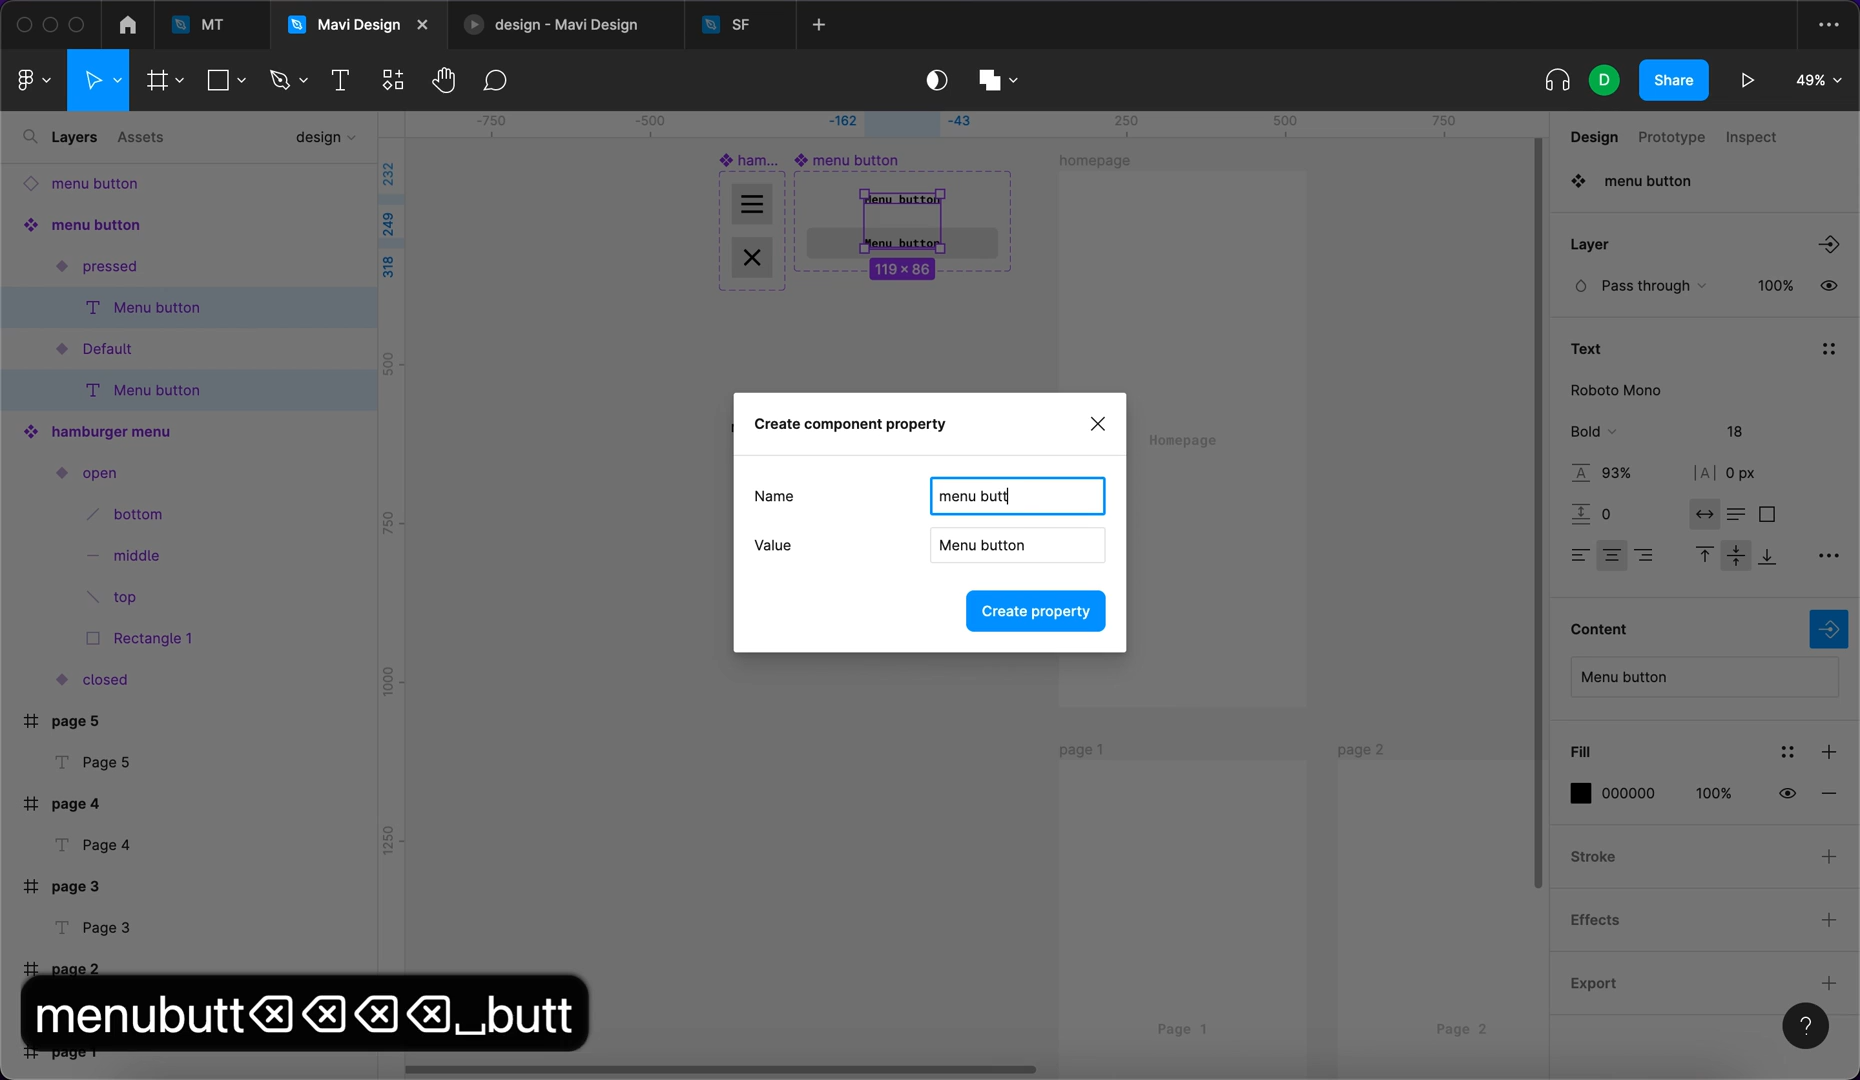 MT
Mavi Design
design - Mavi Design
SF
D
Share
49%
Layers
Assets
design
-750
-500
-162
-43
250
500
750
Design
Prototype
Inspect
menu button
menu button
pressed
Menu button
Default
Menu button
hamburger menu
open
bottom
middle
top
Rectangle 1
closed
page 5
Page 5
page 4
Page 4
page 3
Page 3
page 2
page 1
232
249
318
500
750
1000
1250
ham...
menu button
Menu button
Menu button
119 × 86
homepage
Homepage
page 1
page 2
Page 1
Page 2
Create component property
Name
menu butt
Value
Menu button
Create property
menu button
Layer
Pass through
100%
Text
Roboto Mono
Bold
18
93%
0 px
0
Content
Menu button
Fill
000000
100%
Stroke
Effects
Export
?
menubutt⌫⌫⌫⌫␣butt